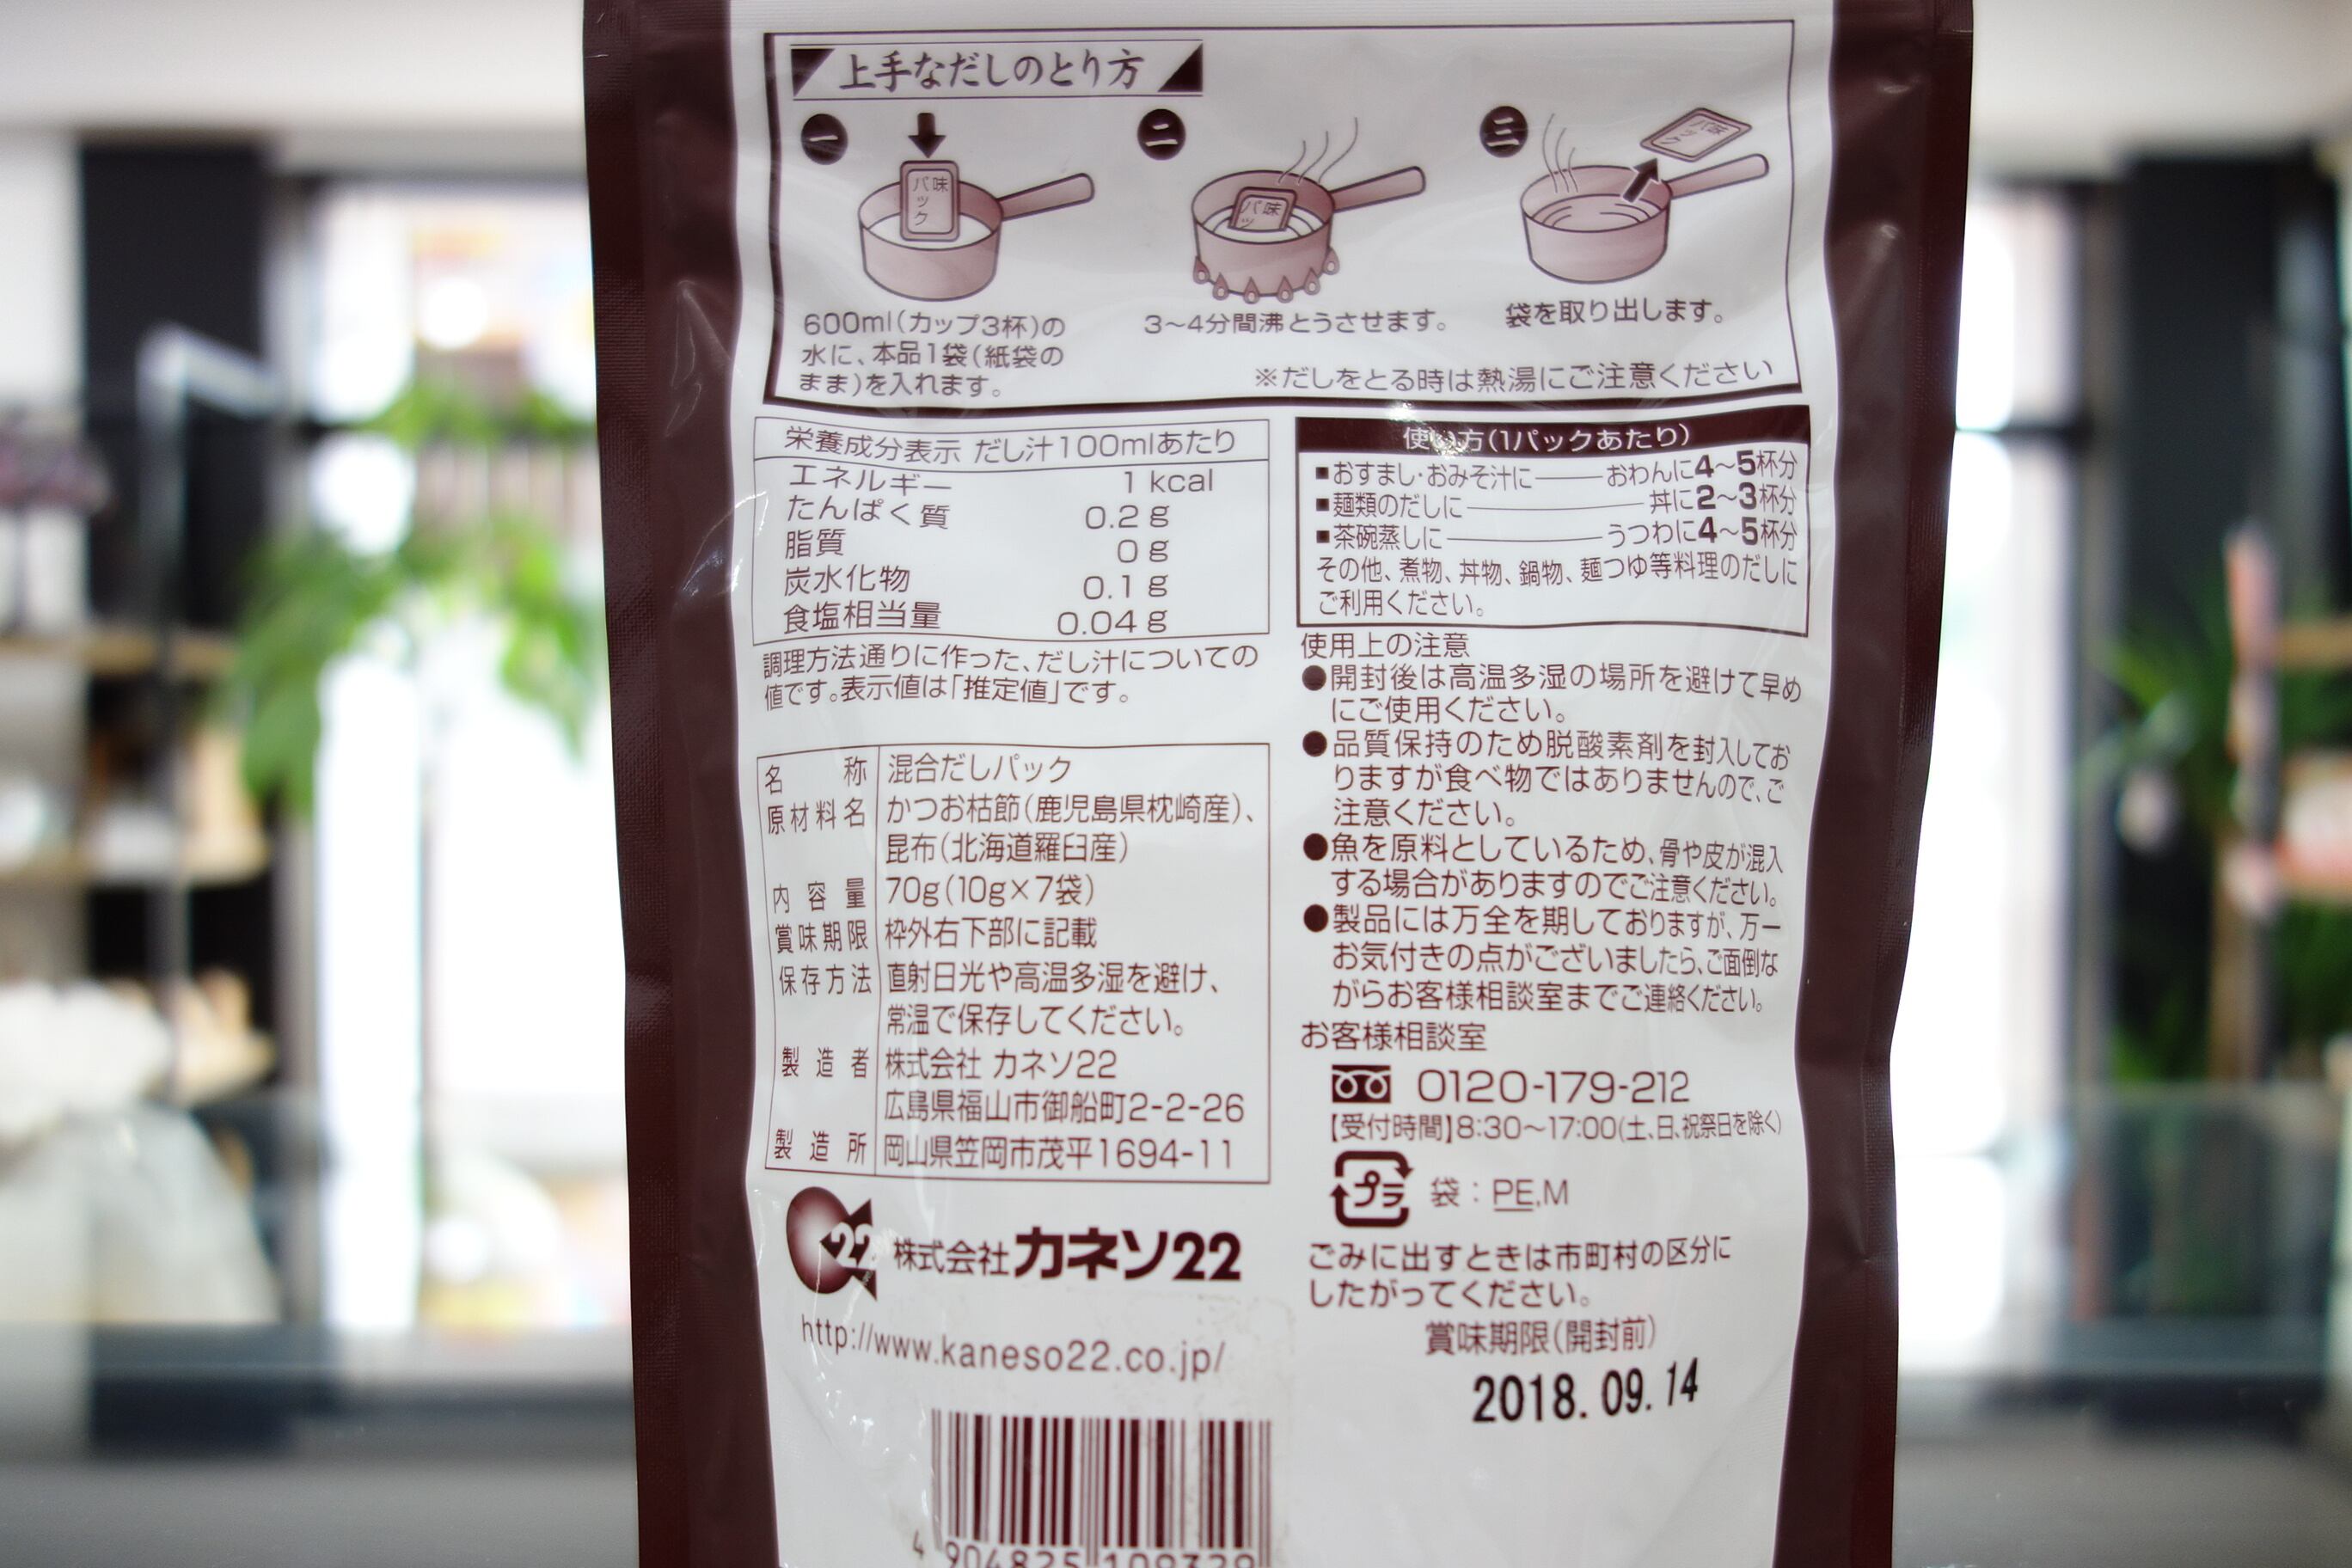 上手なだしのとり方
一
味パック
600ml(カップ3杯)の
水に、本品1袋(紙袋の
まま)を入れます。
二
味パッ
3〜4分間沸とうさせます。
三
味パック
袋を取り出します。
※だしをとる時は熱湯にご注意ください
栄養成分表示 だし汁100mlあたり
エネルギー 1 kcal
たんぱく質 0.2 g
脂質 0 g
炭水化物 0.1 g
食塩相当量 0.04 g
調理方法通りに作った、だし汁についての
値です。表示値は「推定値」です。
名称 混合だしパック
原材料名 かつお枯節(鹿児島県枕崎産)、
昆布(北海道羅臼産)
内容量 70g(10g×7袋)
賞味期限 枠外右下部に記載
保存方法 直射日光や高温多湿を避け、
常温で保存してください。
製造者 株式会社 カネソ22
広島県福山市御船町2-2-26
製造所 岡山県笠岡市茂平1694-11
22 株式会社カネソ22
http://www.kaneso22.co.jp/
4 904825 109329
使い方(1パックあたり)
■おすまし・おみそ汁に――おわんに4〜5杯分
■麺類のだしに――丼に2〜3杯分
■茶碗蒸しに――うつわに4〜5杯分
その他、煮物、丼物、鍋物、麺つゆ等料理のだしに
ご利用ください。
使用上の注意
●開封後は高温多湿の場所を避けて早め
にご使用ください。
●品質保持のため脱酸素剤を封入してお
りますが食べ物ではありませんので、ご
注意ください。
●魚を原料としているため、骨や皮が混入
する場合がありますのでご注意ください。
●製品には万全を期しておりますが、万一
お気付きの点がございましたら、ご面倒な
がらお客様相談室までご連絡ください。
お客様相談室
0120-179-212
【受付時間】8:30〜17:00(土、日、祝祭日を除く)
プラ 袋：PE,M
ごみに出すときは市町村の区分に
したがってください。
賞味期限(開封前)
2018.09.14